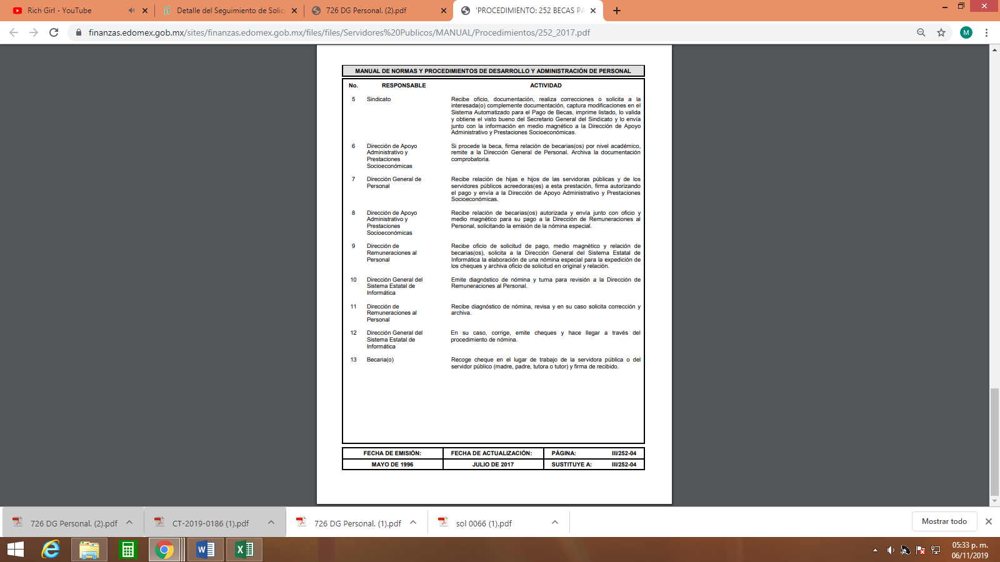 Rich Girl - YouTube
Detalle del Seguimiento de Solici
726 DG Personal. (2).pdf
'PROCEDIMIENTO: 252 BECAS PA
finanzas.edomex.gob.mx/sites/finanzas.edomex.gob.mx/files/files/Servidores%20Publicos/MANUAL/Procedimientos/252_2017.pdf
M
MANUAL DE NORMAS Y PROCEDIMIENTOS DE DESARROLLO Y ADMINISTRACIÓN DE PERSONAL
No. RESPONSABLE ACTIVIDAD
5 Sindicato
Recibe oficio, documentación, realiza correcciones o solicita a la
interesada(o) complemente documentación, captura modificaciones en el
Sistema Automatizado para el Pago de Becas, imprime listado, lo valida
y obtiene el visto bueno del Secretario General del Sindicato y lo envía
junto con la información en medio magnético a la Dirección de Apoyo
Administrativo y Prestaciones Socioeconómicas.
6 Dirección de Apoyo
Administrativo y
Prestaciones
Socioeconómicas
Si procede la beca, firma relación de becarias(os) por nivel académico,
remite a la Dirección General de Personal. Archiva la documentación
comprobatoria.
7 Dirección General de
Personal
Recibe relación de hijas e hijos de las servidoras públicas y de los
servidores públicos acreedoras(es) a esta prestación, firma autorizando
el pago y envía a la Dirección de Apoyo Administrativo y Prestaciones
Socioeconómicas.
8 Dirección de Apoyo
Administrativo y
Prestaciones
Socioeconómicas
Recibe relación de becarias(os) autorizada y envía junto con oficio y
medio magnético para su pago a la Dirección de Remuneraciones al
Personal, solicitando la emisión de la nómina especial.
9 Dirección de
Remuneraciones al
Personal
Recibe oficio de solicitud de pago, medio magnético y relación de
becarias(os), solicita a la Dirección General del Sistema Estatal de
Informática la elaboración de una nómina especial para la expedición de
los cheques y archiva oficio de solicitud en original y relación.
10 Dirección General del
Sistema Estatal de
Informática
Emite diagnóstico de nómina y turna para revisión a la Dirección de
Remuneraciones al Personal.
11 Dirección de
Remuneraciones al
Personal
Recibe diagnóstico de nómina, revisa y en su caso solicita corrección y
archiva.
12 Dirección General del
Sistema Estatal de
Informática
En su caso, corrige, emite cheques y hace llegar a través del
procedimiento de nómina.
13 Becaria(o)
Recoge cheque en el lugar de trabajo de la servidora pública o del
servidor público (madre, padre, tutora o tutor) y firma de recibido.
FECHA DE EMISIÓN: FECHA DE ACTUALIZACIÓN: PÁGINA: III/252-04
MAYO DE 1996 JULIO DE 2017 SUSTITUYE A: III/252-04
726 DG Personal. (2).pdf
CT-2019-0186 (1).pdf
726 DG Personal. (1).pdf
sol 0066 (1).pdf
Mostrar todo
05:33 p. m.
06/11/2019